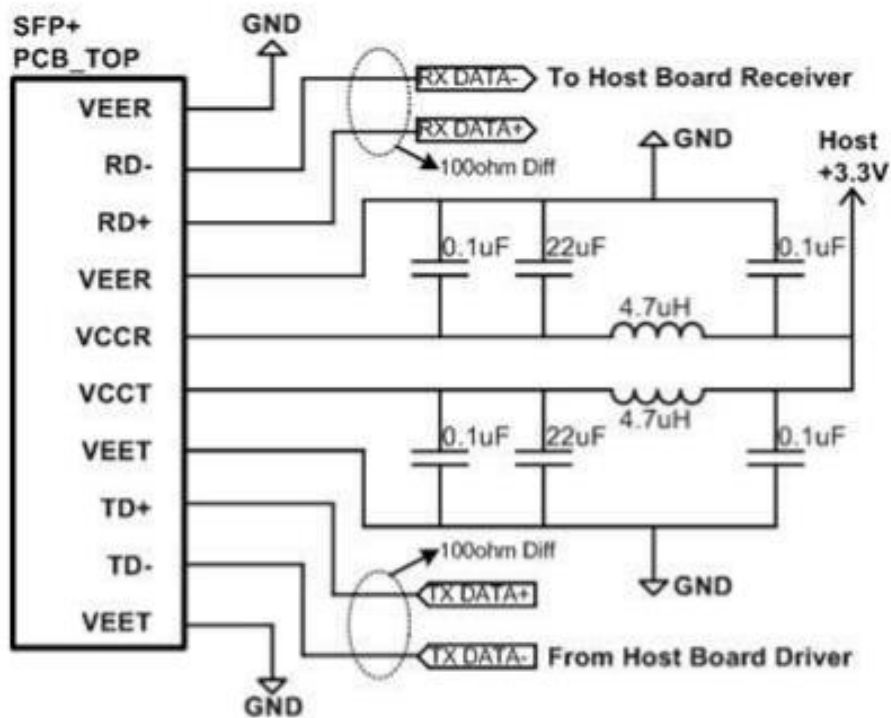 SFP+
PCB_TOP
GND
VEER
RD-
RD+
VEER
VCCR
VCCT
VEET
TD+
TD-
VEET
RX DATA-
To Host Board Receiver
RX DATA+
100ohm Diff
GND
Host
+3.3V
0.1uF
22uF
0.1uF
4.7uH
4.7uH
0.1uF
22uF
0.1uF
100ohm Diff
TX DATA+
GND
TX DATA-
From Host Board Driver
GND